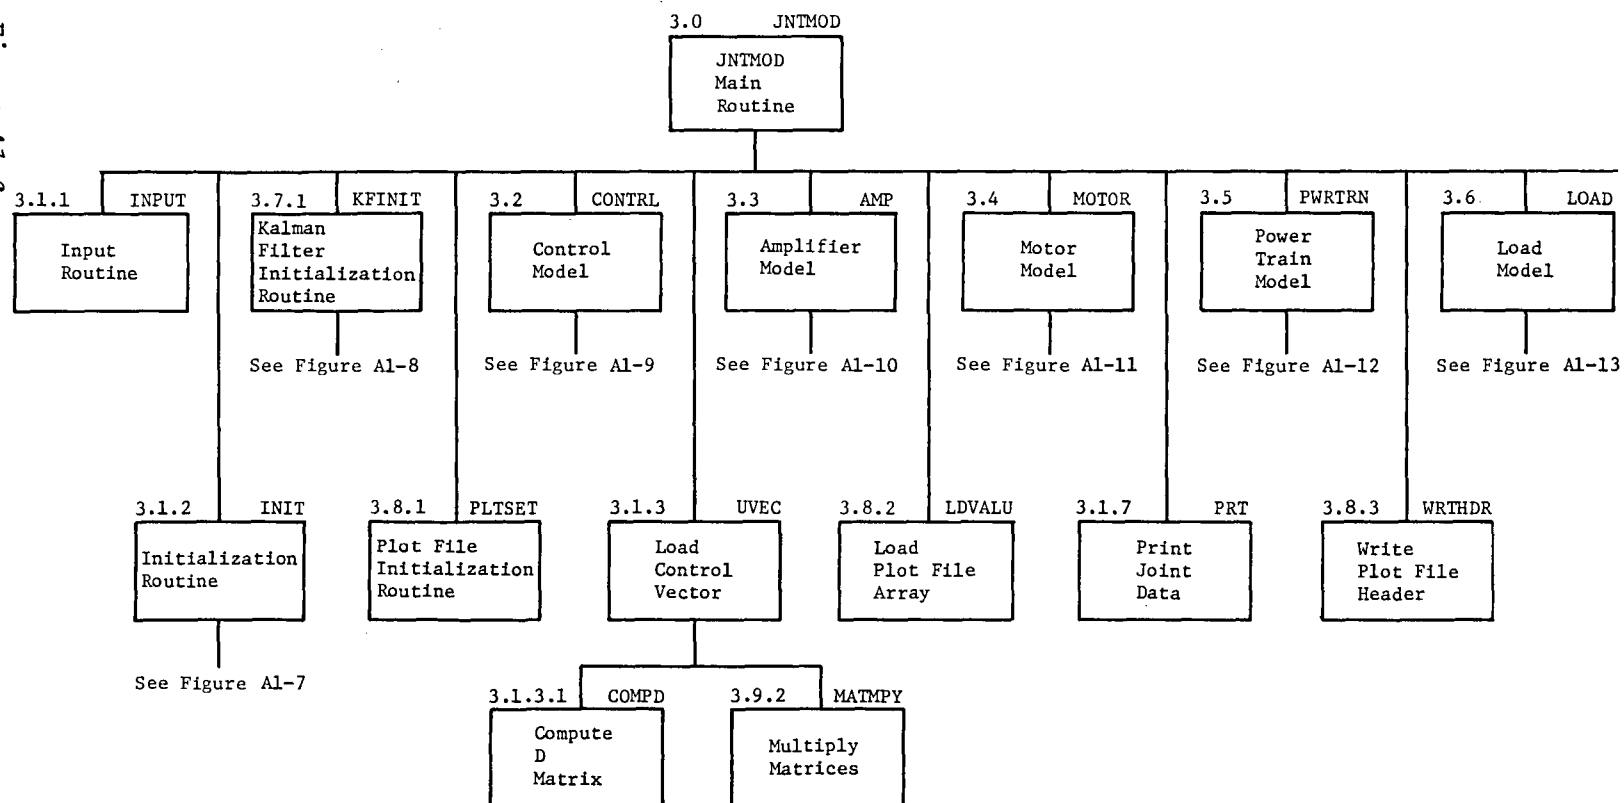 3.0 JNTMOD
JNTMOD
Main
Routine
3.1.1 INPUT
Input
Routine
3.7.1 KFINIT
Kalman
Filter
Initialization
Routine
See Figure A1-8
3.2 CONTRL
Control
Model
See Figure A1-9
3.3 AMP
Amplifier
Model
See Figure A1-10
3.4 MOTOR
Motor
Model
See Figure A1-11
3.5 PWRTRN
Power
Train
Model
See Figure A1-12
3.6 LOAD
Load
Model
See Figure A1-13
3.1.2 INIT
Initialization
Routine
See Figure A1-7
3.8.1 PLTSET
Plot File
Initialization
Routine
3.1.3 UVEC
Load
Control
Vector
3.8.2 LDVALU
Load
Plot File
Array
3.1.7 PRT
Print
Joint
Data
3.8.3 WRTHDR
Write
Plot File
Header
3.1.3.1 COMPD
Compute
D
Matrix
3.9.2 MATMPY
Multiply
Matrices